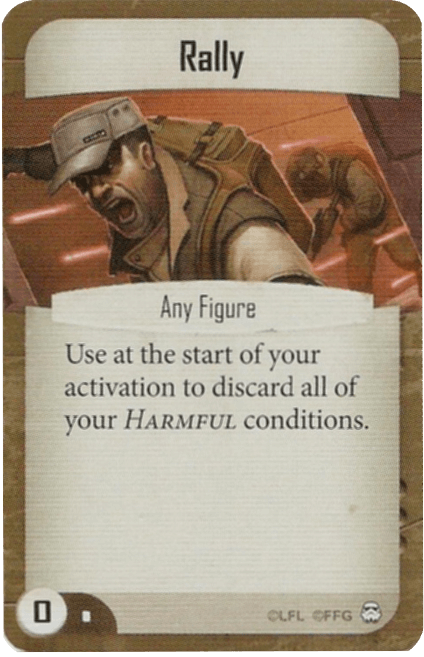 Rally
Any Figure
Use at the start of your
activation to discard all of
your HARMFUL conditions.
0
©LFL ©FFG